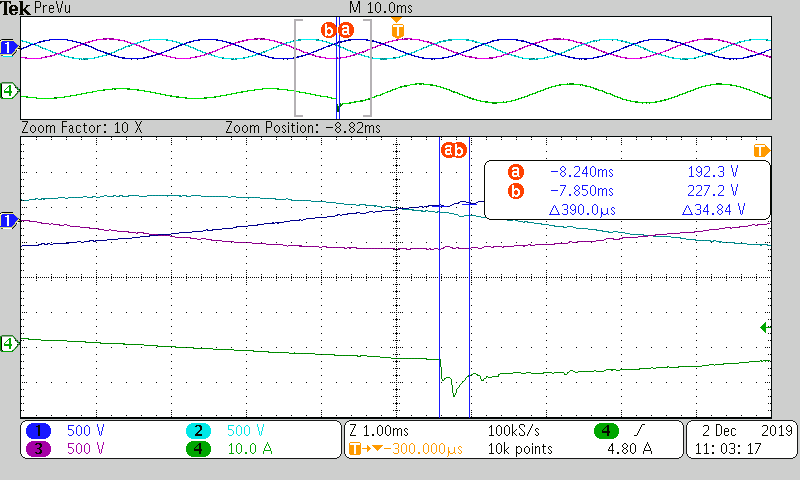 Tek PreVu M 10.0ms
b a
1 T
4
Zoom Factor: 10 X Zoom Position: -8.82ms
a b T
a -8.240ms 192.3 V
b -7.850ms 227.2 V
Δ390.0µs Δ34.84 V
1
4
1 500 V 2 500 V Z 1.00ms 100kS/s 4 2 Dec 2019
3 500 V 4 10.0 A T→▼-300.000µs 10k points 4.80 A 11:03:17